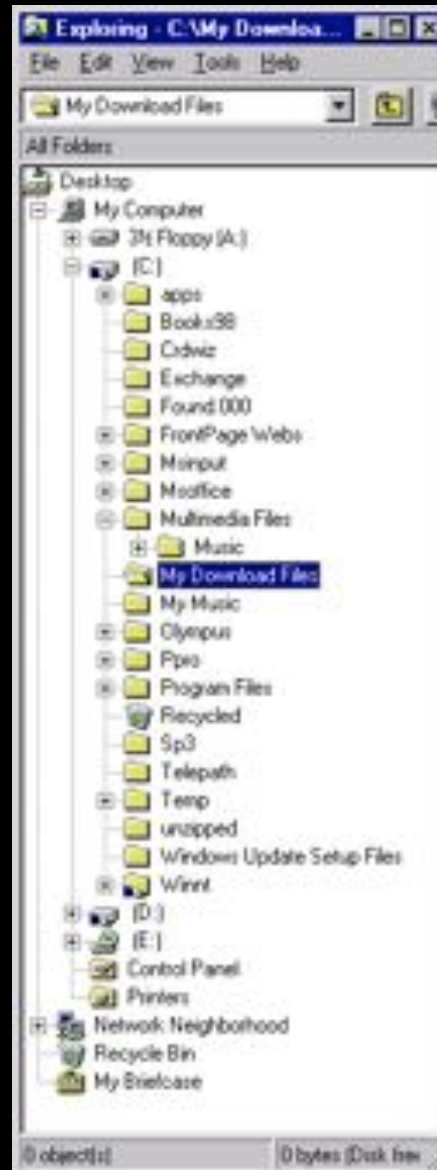 Exploring - C:\My Downloa...
File Edit View Tools Help
My Download Files
All Folders
Desktop
My Computer
3½ Floppy (A:)
(C:)
apps
Books98
Crdwiz
Exchange
Found.000
FrontPage Webs
Msinput
Msoffice
Multimedia Files
Music
My Download Files
My Music
Olympus
Ppro
Program Files
Recycled
Sp3
Telepath
Temp
unzipped
Windows Update Setup Files
Winnt
(D:)
(E:)
Control Panel
Printers
Network Neighborhood
Recycle Bin
My Briefcase
0 object(s) 0 bytes (Disk free